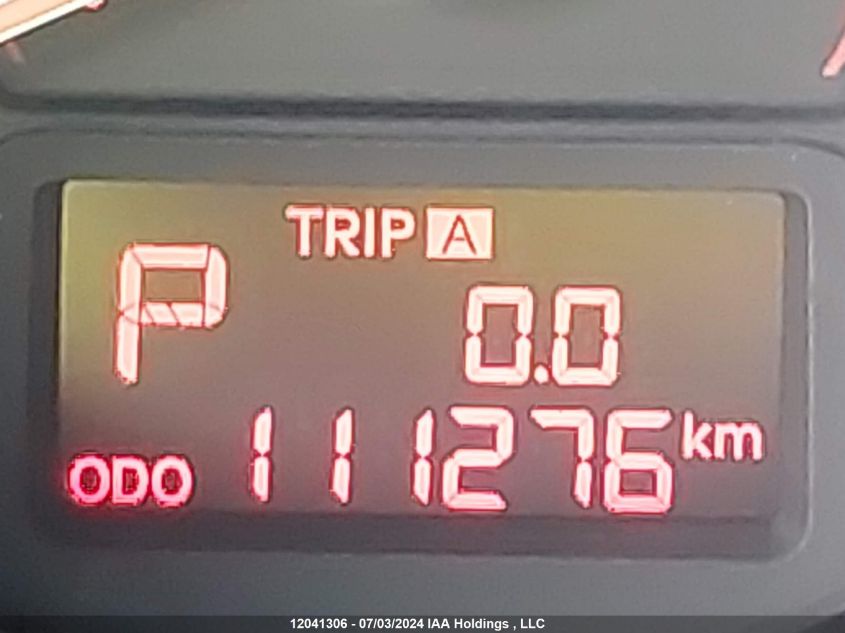 TRIP A
P
0.0
ODO 111276 km
12041306 - 07/03/2024 IAA Holdings , LLC